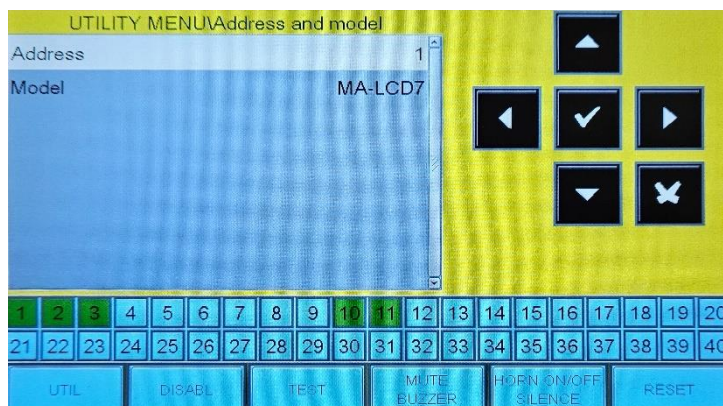 UTILITY MENU\Address and model
Address 1
Model MA-LCD7
1 2 3 4 5 6 7 8 9 10 11 12 13 14 15 16 17 18 19 20
21 22 23 24 25 26 27 28 29 30 31 32 33 34 35 36 37 38 39 40
UTIL DISABL TEST MUTE BUZZER HORN ON/OFF SILENCE RESET